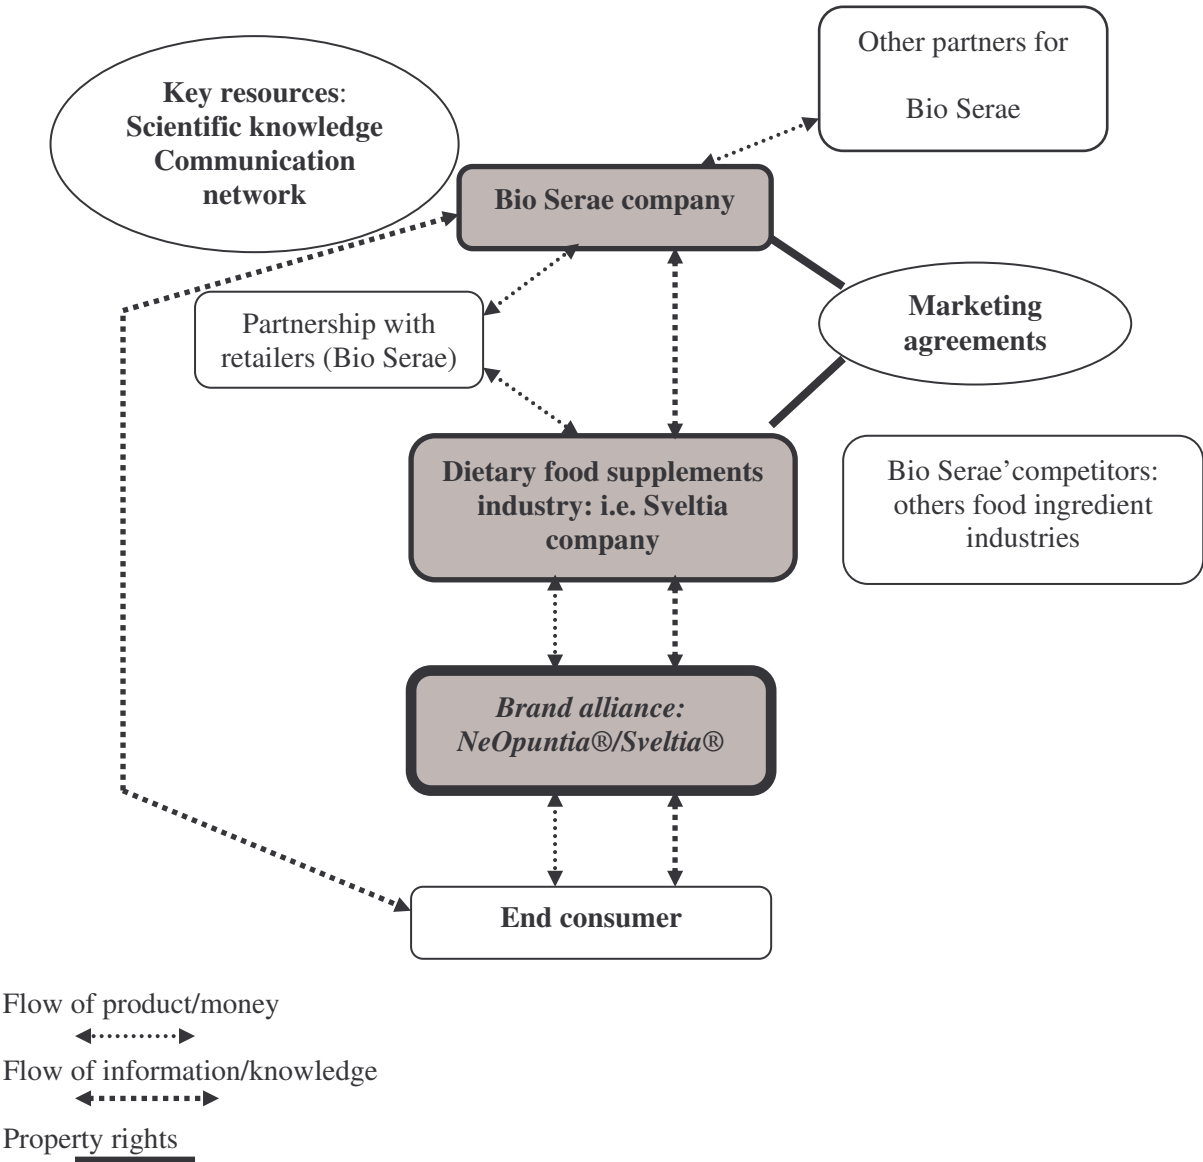 Other partners for
Bio Serae
Key resources:
Scientific knowledge
Communication
network
Bio Serae company
Partnership with
retailers (Bio Serae)
Marketing
agreements
Dietary food supplements
industry: i.e. Sveltia
company
Bio Serae’competitors:
others food ingredient
industries
Brand alliance:
NeOpuntia®/Sveltia®
End consumer
Flow of product/money
Flow of information/knowledge
Property rights